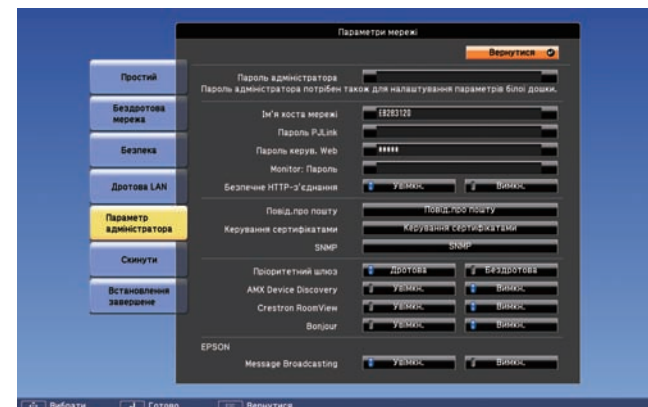 Параметри мережі
Вернутися
Простий
Бездротова
мережа
Безпека
Дротова LAN
Параметр
адміністратора
Скинути
Встановлення
завершене
Пароль адміністратора
Пароль адміністратора потрібен також для налаштування параметрів білої дошки.
Ім'я хоста мережі EB283120
Пароль PJLink
Пароль керув. Web *****
Monitor: Пароль
Безпечне HTTP-з'єднання Увімкн. Вимкн.
Повід.про пошту Повід.про пошту
Керування сертифікатами Керування сертифікатами
SNMP SNMP
Пріоритетний шлюз Дротова Бездротова
AMX Device Discovery Увімкн. Вимкн.
Crestron RoomView Увімкн. Вимкн.
Bonjour Увімкн. Вимкн.
EPSON
Message Broadcasting Увімкн. Вимкн.
Вибрати Готово Вернутися